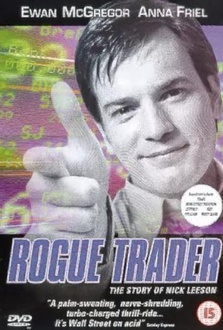 EWAN McGREGOR ANNA FRIEL
ROGUE TRADER
THE STORY OF NICK LEESON
"A palm-sweating, nerve-shredding,
turbo-charged thrill-ride...
it's Wall Street on acid"
DVD
15